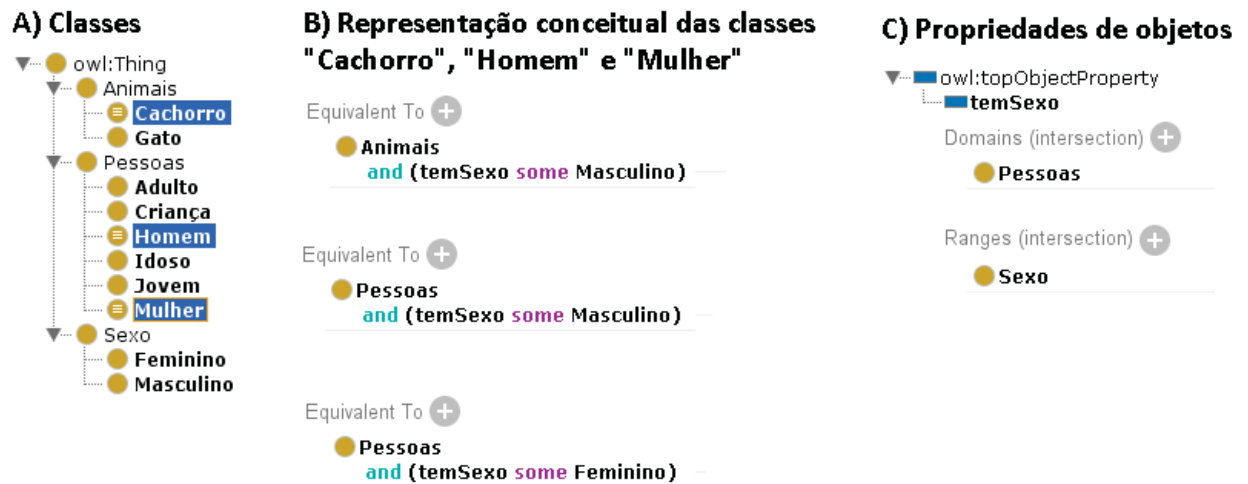 A) Classes
owl:Thing
Animais
Cachorro
Gato
Pessoas
Adulto
Criança
Homem
Idoso
Jovem
Mulher
Sexo
Feminino
Masculino
B) Representação conceitual das classes
"Cachorro", "Homem" e "Mulher"
Equivalent To
Animais
and (temSexo some Masculino)
Equivalent To
Pessoas
and (temSexo some Masculino)
Equivalent To
Pessoas
and (temSexo some Feminino)
C) Propriedades de objetos
owl:topObjectProperty
temSexo
Domains (intersection)
Pessoas
Ranges (intersection)
Sexo